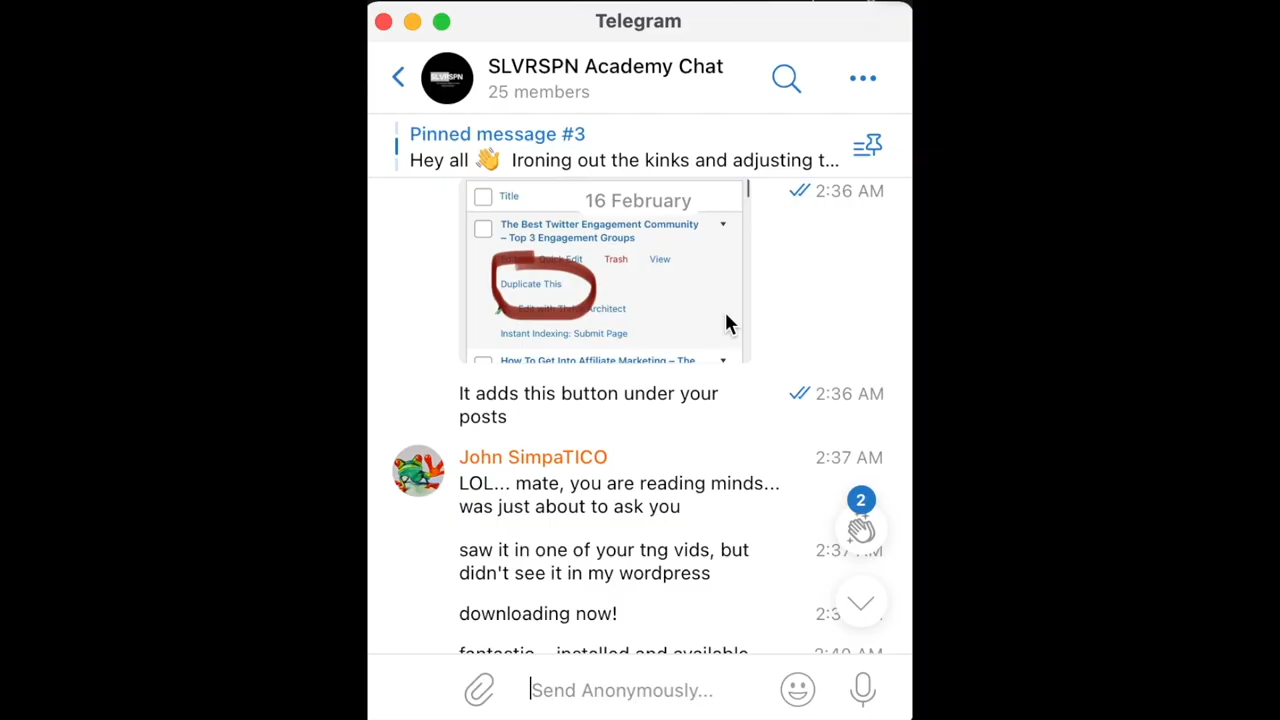 Telegram
SLVRSPN Academy Chat
25 members
Pinned message #3
Hey all 👋 Ironing out the kinks and adjusting t...
2:36 AM
Title
16 February
The Best Twitter Engagement Community
– Top 3 Engagement Groups
Quick Edit Trash View
Duplicate This
Edit with Thrive Architect
Instant Indexing: Submit Page
How To Get Into Affiliate Marketing – The
It adds this button under your
posts
2:36 AM
John SimpaTICO
2:37 AM
LOL... mate, you are reading minds...
was just about to ask you
2
saw it in one of your tng vids, but
didn't see it in my wordpress
2:37 AM
downloading now!
fantastic... installed and available
2:40 AM
Send Anonymously...